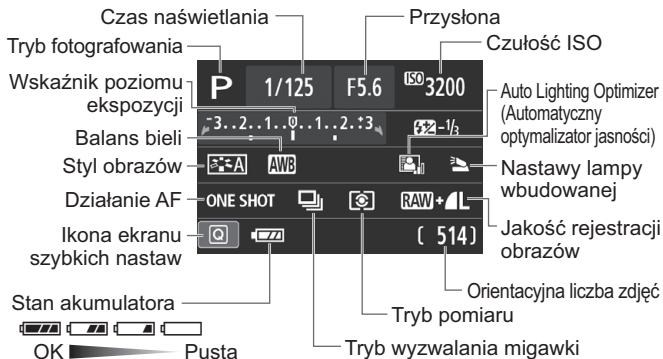 Czas naświetlania
Przysłona
Tryb fotografowania
Czułość ISO
Wskaźnik poziomu
ekspozycji
P 1/125 F5.6 ISO 3200
-3..2..1..0..1..2.+3
-1/3
Auto Lighting Optimizer
(Automatyczny
optymalizator jasności)
Balans bieli
Styl obrazów
A AWB
Nastawy lampy
wbudowanej
Działanie AF
ONE SHOT RAW+L
Jakość rejestracji
obrazów
Ikona ekranu
szybkich nastaw
Q ( 514)
Stan akumulatora
Orientacyjna liczba zdjęć
Tryb pomiaru
OK Pusta
Tryb wyzwalania migawki